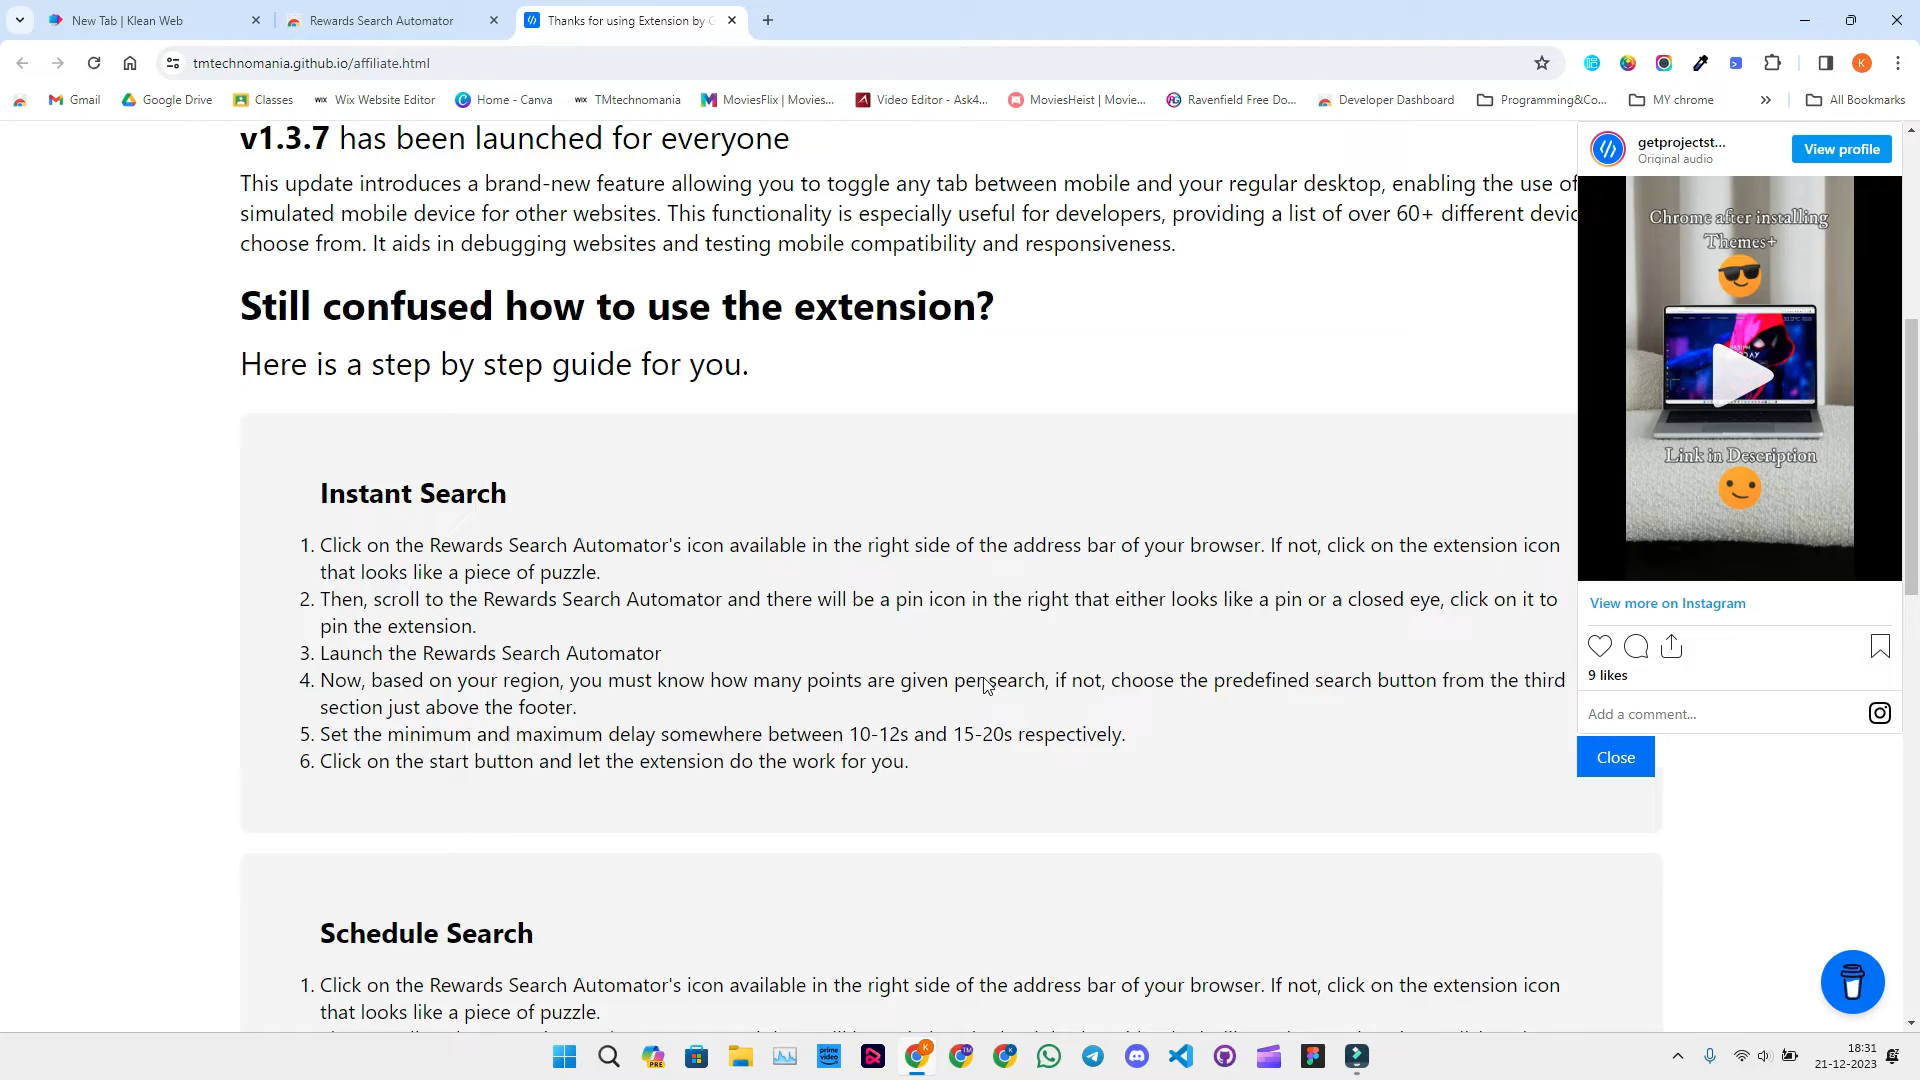 New Tab | Klean Web
Rewards Search Automator
Thanks for using Extension by G
tmtechnomania.github.io/affiliate.html
Gmail
Google Drive
Classes
Wix Website Editor
Home - Canva
TMtechnomania
MoviesFlix | Movies...
Video Editor - Ask4...
MoviesHeist | Movie...
Ravenfield Free Do...
Developer Dashboard
Programming&Co...
MY chrome
All Bookmarks
v1.3.7 has been launched for everyone
This update introduces a brand-new feature allowing you to toggle any tab between mobile and your regular desktop, enabling the use of
simulated mobile device for other websites. This functionality is especially useful for developers, providing a list of over 60+ different devic
choose from. It aids in debugging websites and testing mobile compatibility and responsiveness.
Still confused how to use the extension?
Here is a step by step guide for you.
Instant Search
1. Click on the Rewards Search Automator's icon available in the right side of the address bar of your browser. If not, click on the extension icon
that looks like a piece of puzzle.
2. Then, scroll to the Rewards Search Automator and there will be a pin icon in the right that either looks like a pin or a closed eye, click on it to
pin the extension.
3. Launch the Rewards Search Automator
4. Now, based on your region, you must know how many points are given per search, if not, choose the predefined search button from the third
section just above the footer.
5. Set the minimum and maximum delay somewhere between 10-12s and 15-20s respectively.
6. Click on the start button and let the extension do the work for you.
Schedule Search
1. Click on the Rewards Search Automator's icon available in the right side of the address bar of your browser. If not, click on the extension icon
that looks like a piece of puzzle.
getprojectst...
Original audio
View profile
Chrome after installing
Themes+
Link in Description
View more on Instagram
9 likes
Add a comment...
Close
PRE
prime video
18:31
21-12-2023